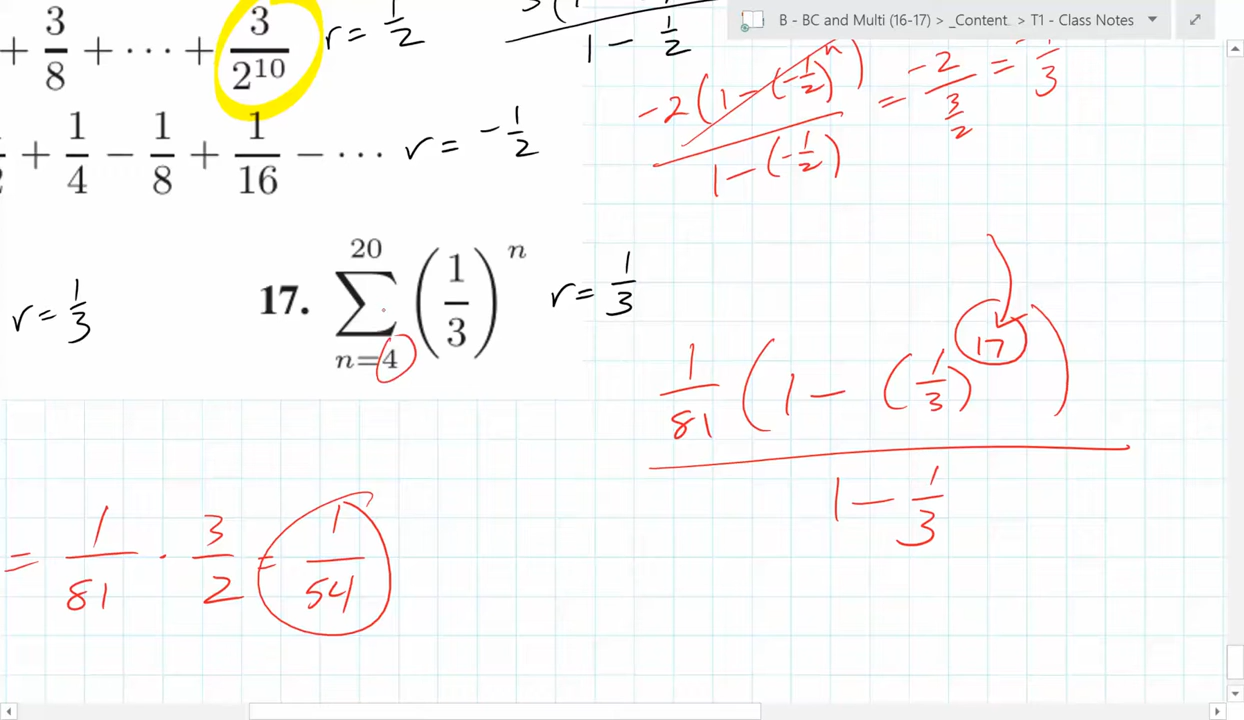 B - BC and Multi (16-17) > _Content > T1 - Class Notes
+ 3/8 + ··· + 3/2^10 r = 1/2
1 - 1/2
-2(1 - (-1/2)^n) / (1 - (-1/2)) = -2 / (3/2) =
+ 1/4 - 1/8 + 1/16 - ··· r = -1/2
r = 1/3
17. ∑_{n=4}^{20} (1/3)^n r = 1/3
1/81 (1 - (1/3)^17) / (1 - 1/3)
= 1/81 · 3/2 = 1/54